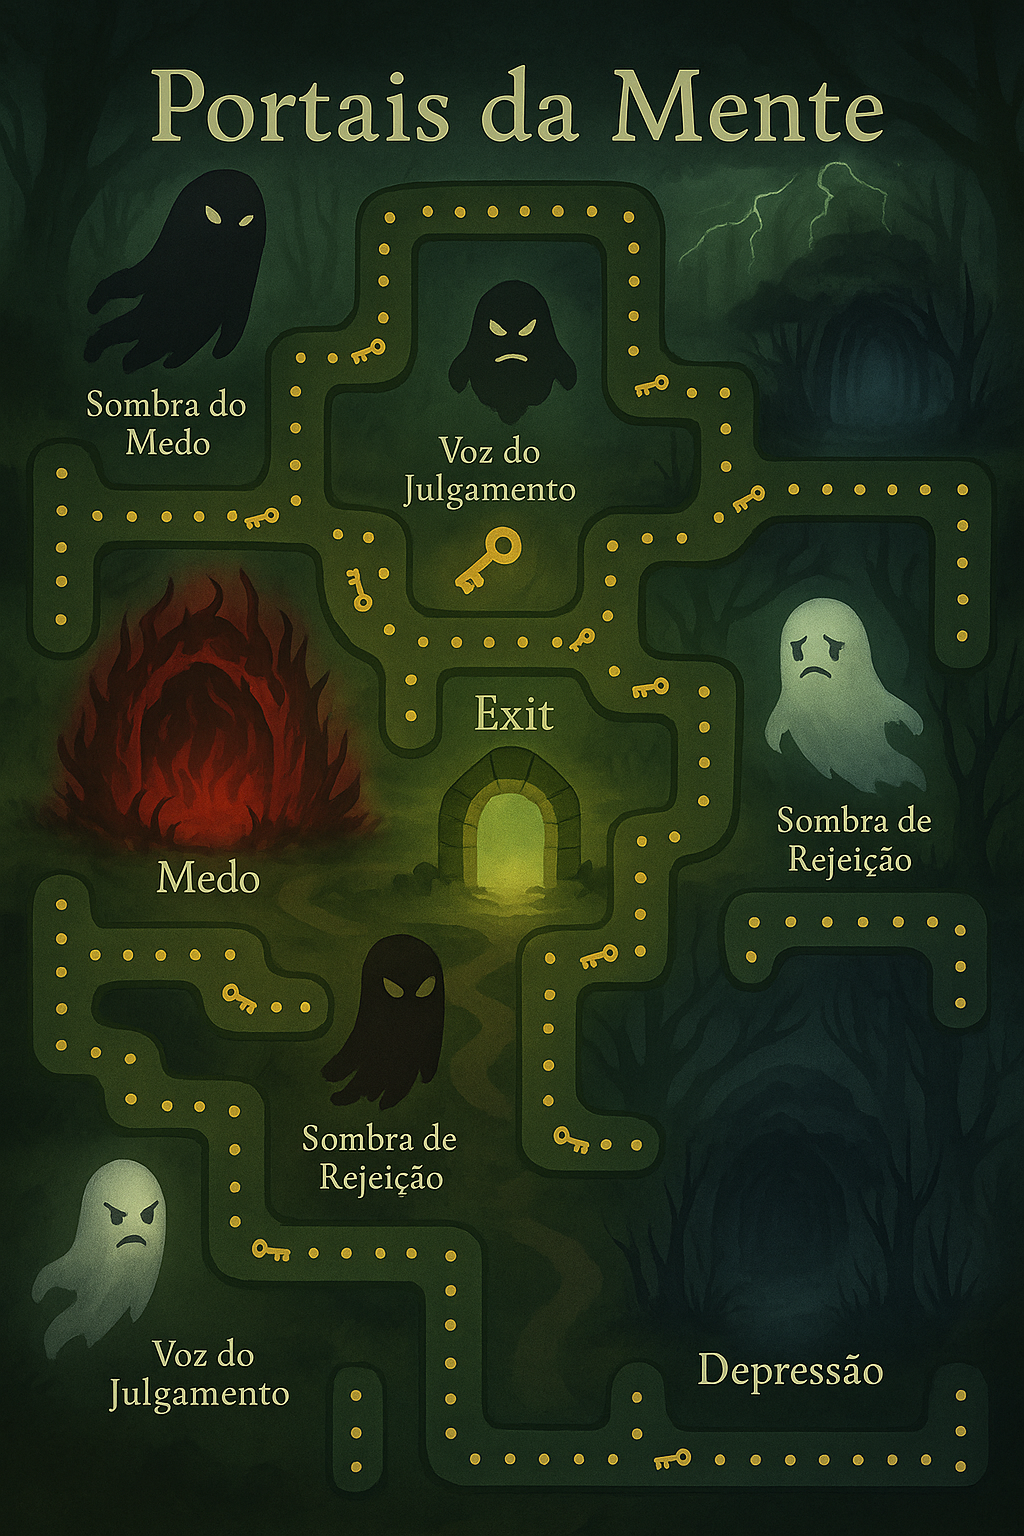 Portais da Mente
Sombra do
Medo
Voz do
Julgamento
Exit
Sombra de
Rejeição
Medo
Sombra de
Rejeição
Voz do
Julgamento
Depressão